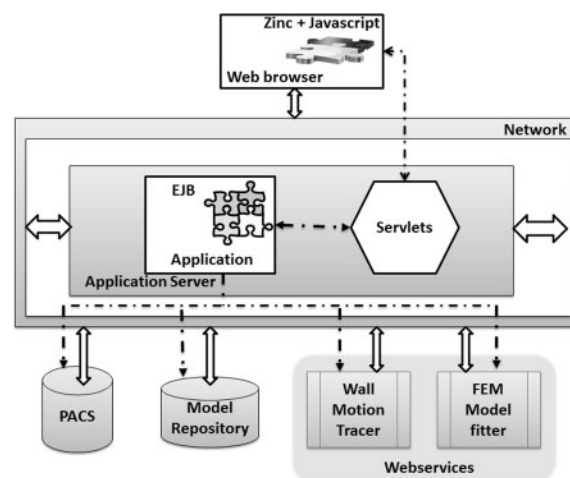 Zinc + Javascript
Web browser
Network
EJB
Application
Servlets
Application Server
PACS
Model
Repository
Wall
Motion
Tracer
FEM
Model
fitter
Webservices